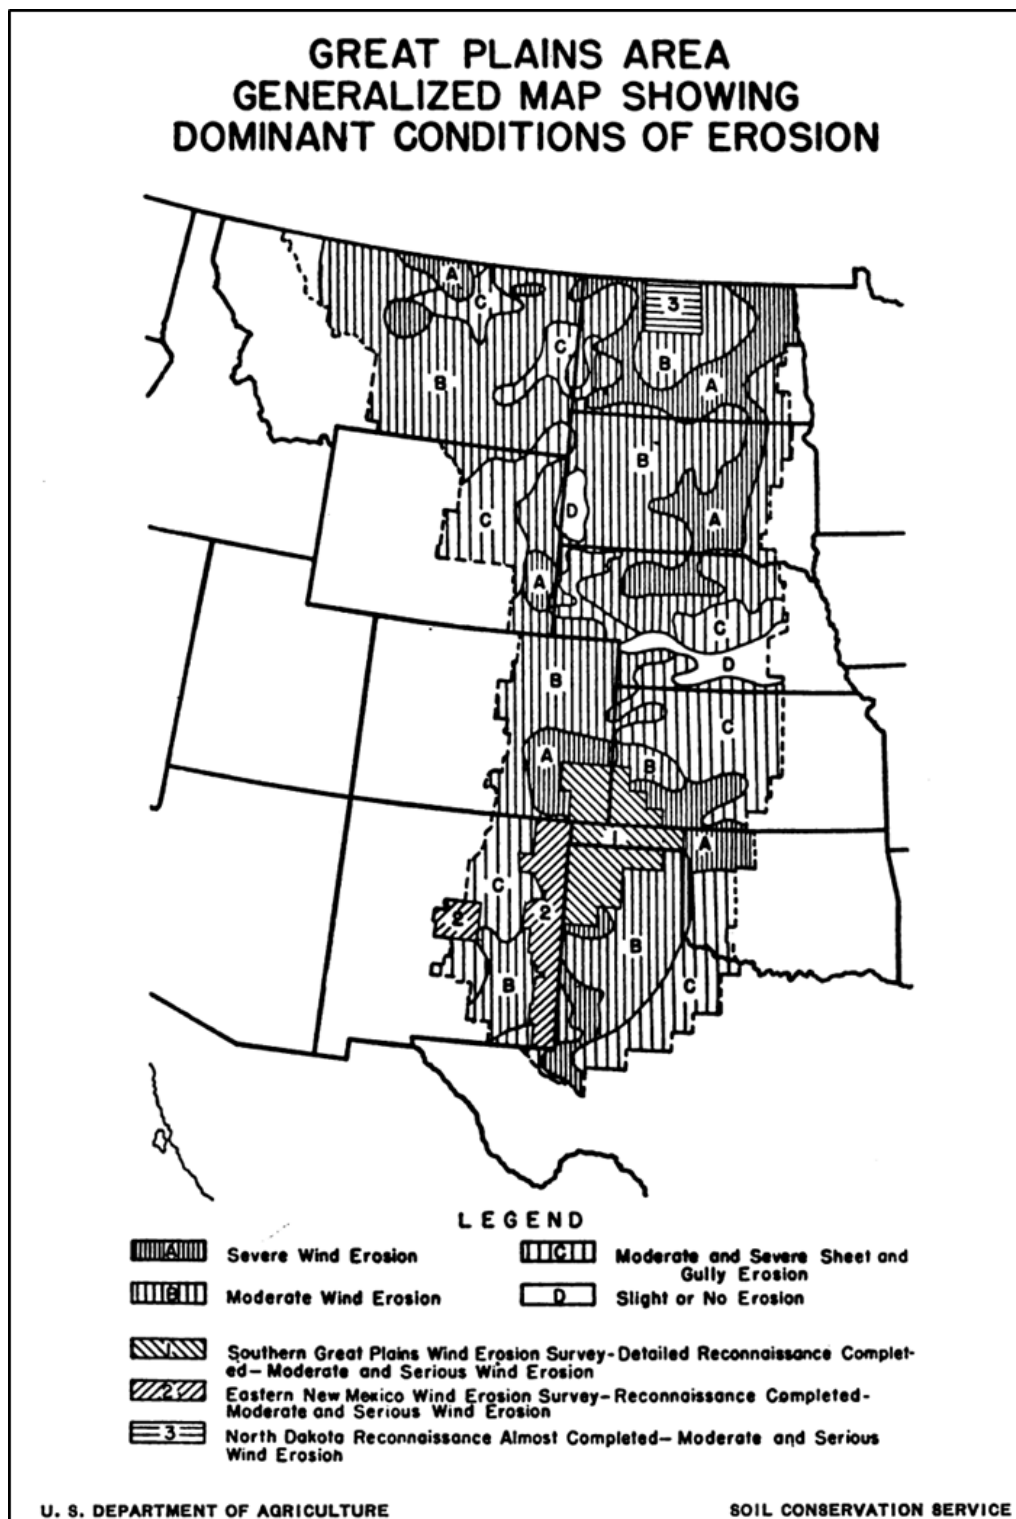 GREAT PLAINS AREA
GENERALIZED MAP SHOWING
DOMINANT CONDITIONS OF EROSION
A
C
3
C
B
B
A
B
C
D
A
A
C
D
B
C
A
B
1
A
C
2
2
B
B
C
LEGEND
A Severe Wind Erosion
B Moderate Wind Erosion
C Moderate and Severe Sheet and
Gully Erosion
D Slight or No Erosion
1 Southern Great Plains Wind Erosion Survey-Detailed Reconnaissance Complet-
ed-Moderate and Serious Wind Erosion
2 Eastern New Mexico Wind Erosion Survey-Reconnaissance Completed-
Moderate and Serious Wind Erosion
3 North Dakota Reconnaissance Almost Completed-Moderate and Serious
Wind Erosion
U. S. DEPARTMENT OF AGRICULTURE
SOIL CONSERVATION SERVICE